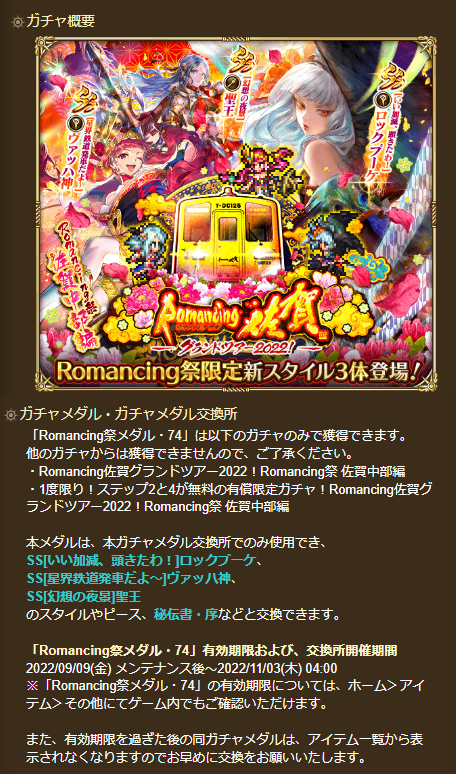 ガチャ概要
SS
[幻想の夜景]
聖王
SS
[いい加減、頭きたわ！]
ロックブーケ
SS
[星界鉄道発車だよ～]
ヴァッハ神
Romancing祭
佐賀中部編
Y-DC125
Romancing佐賀
グランドツアー2022！
Romancing祭限定新スタイル3体登場！
ガチャメダル・ガチャメダル交換所
「Romancing祭メダル・74」は以下のガチャのみで獲得できます。
他のガチャからは獲得できませんので、ご了承ください。
・Romancing佐賀グランドツアー2022！Romancing祭 佐賀中部編
・1度限り！ステップ2と4が無料の有償限定ガチャ！Romancing佐賀グ
ランドツアー2022！Romancing祭 佐賀中部編
本メダルは、本ガチャメダル交換所でのみ使用でき、
SS[いい加減、頭きたわ！]ロックブーケ、
SS[星界鉄道発車だよ～]ヴァッハ神、
SS[幻想の夜景]聖王
のスタイルやピース、秘伝書・序などと交換できます。
「Romancing祭メダル・74」有効期限および、交換所開催期間
2022/09/09(金) メンテナンス後～2022/11/03(木) 04:00
※「Romancing祭メダル・74」の有効期限については、ホーム＞アイ
テム＞その他にてゲーム内でもご確認いただけます。
また、有効期限を過ぎた後の同ガチャメダルは、アイテム一覧から表
示されなくなりますのでお早めに交換をお願いいたします。